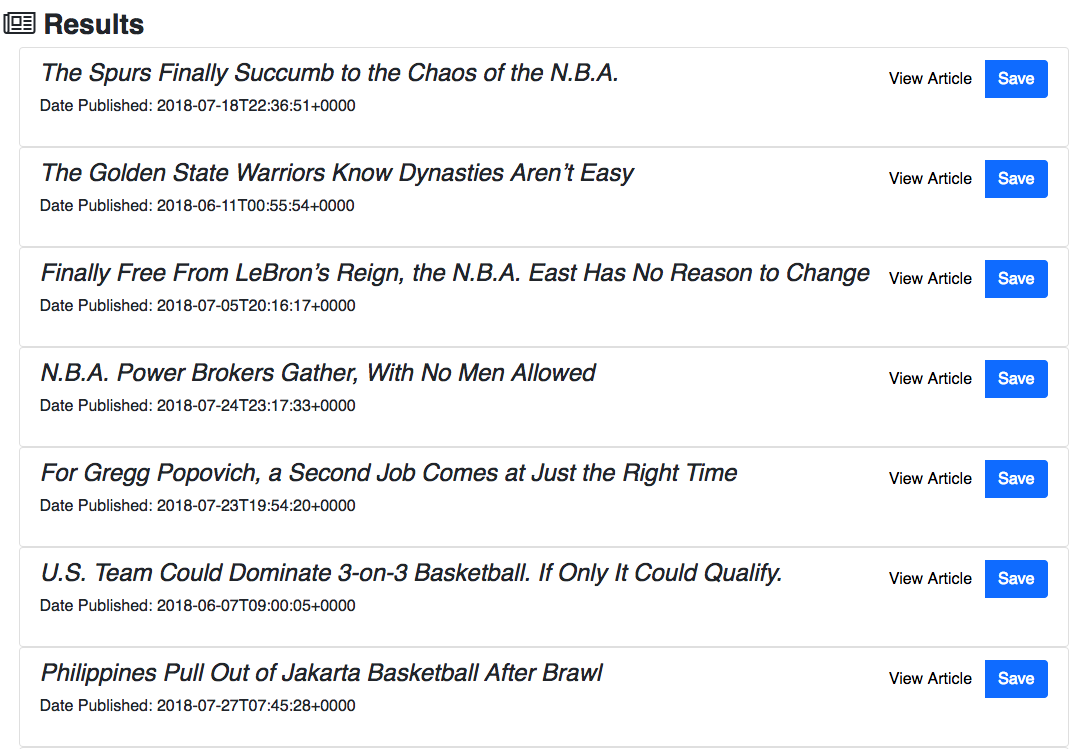 Results
The Spurs Finally Succumb to the Chaos of the N.B.A.
View Article Save
Date Published: 2018-07-18T22:36:51+0000
The Golden State Warriors Know Dynasties Aren’t Easy
View Article Save
Date Published: 2018-06-11T00:55:54+0000
Finally Free From LeBron’s Reign, the N.B.A. East Has No Reason to Change
View Article Save
Date Published: 2018-07-05T20:16:17+0000
N.B.A. Power Brokers Gather, With No Men Allowed
View Article Save
Date Published: 2018-07-24T23:17:33+0000
For Gregg Popovich, a Second Job Comes at Just the Right Time
View Article Save
Date Published: 2018-07-23T19:54:20+0000
U.S. Team Could Dominate 3-on-3 Basketball. If Only It Could Qualify.
View Article Save
Date Published: 2018-06-07T09:00:05+0000
Philippines Pull Out of Jakarta Basketball After Brawl
View Article Save
Date Published: 2018-07-27T07:45:28+0000